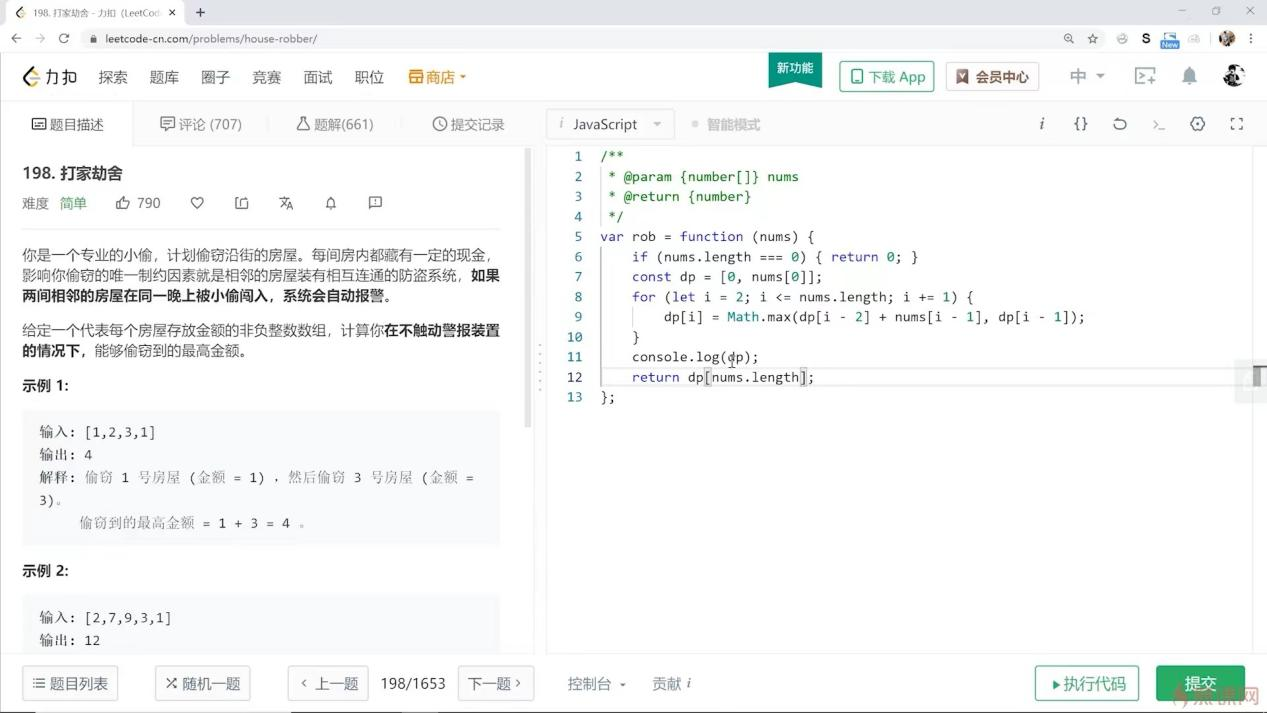 198. 打家劫舍 - 力扣 (LeetCode
leetcode-cn.com/problems/house-robber/
S
New
力扣 探索 题库 圈子 竞赛 面试 职位 商店 新功能 下载 App 会员中心 中
题目描述 评论 (707) 题解(661) 提交记录 i JavaScript 智能模式 i {} >_
198. 打家劫舍
难度 简单 790
你是一个专业的小偷，计划偷窃沿街的房屋。每间房内都藏有一定的现金，
影响你偷窃的唯一制约因素就是相邻的房屋装有相互连通的防盗系统，如果
两间相邻的房屋在同一晚上被小偷闯入，系统会自动报警。
给定一个代表每个房屋存放金额的非负整数数组，计算你在不触动警报装置
的情况下，能够偷窃到的最高金额。
示例 1:
输入: [1,2,3,1]
输出: 4
解释: 偷窃 1 号房屋 (金额 = 1) ，然后偷窃 3 号房屋 (金额 =
3)。
偷窃到的最高金额 = 1 + 3 = 4 。
示例 2:
输入: [2,7,9,3,1]
输出: 12
1 /**
2 * @param {number[]} nums
3 * @return {number}
4 */
5 var rob = function (nums) {
6 if (nums.length === 0) { return 0; }
7 const dp = [0, nums[0]];
8 for (let i = 2; i <= nums.length; i += 1) {
9 dp[i] = Math.max(dp[i - 2] + nums[i - 1], dp[i - 1]);
10 }
11 console.log(dp);
12 return dp[nums.length];
13 };
题目列表 随机一题 上一题 198/1653 下一题 控制台 贡献 i 执行代码 提交
慕课网